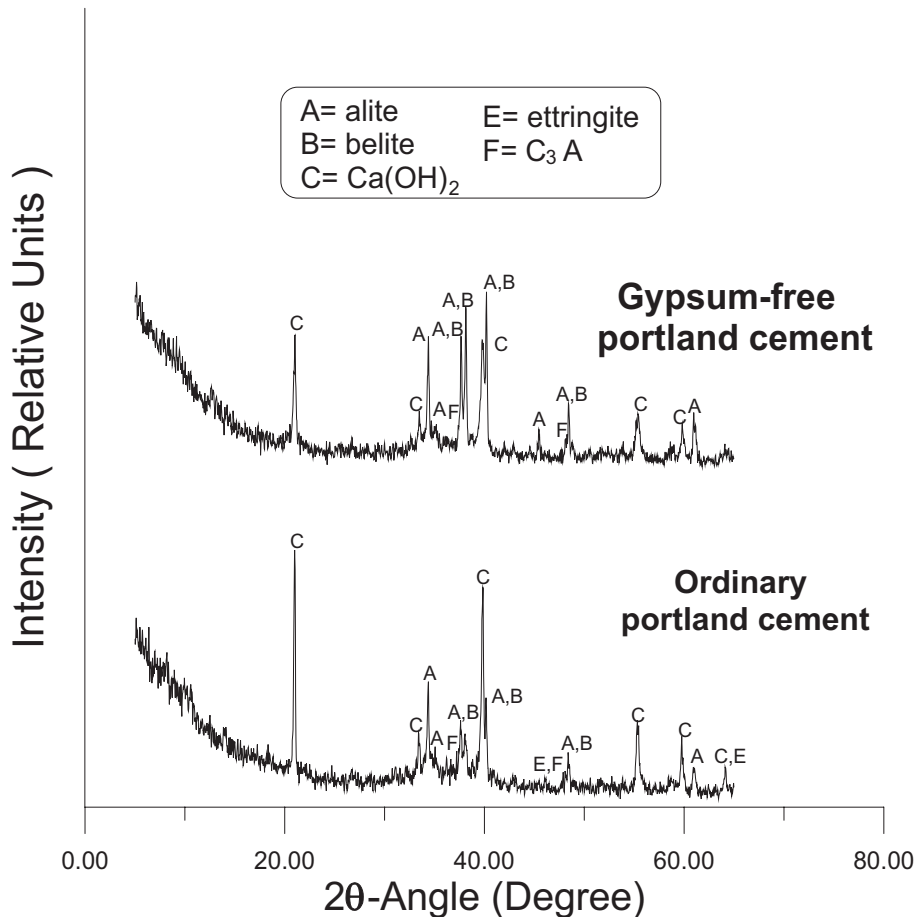 A= alite
B= belite
C= Ca(OH)₂
E= ettringite
F= C₃ A
Intensity ( Relative Units )
Gypsum-free
portland cement
C
C
A
A F
A,B
A,B
A,B
C
A
F
A,B
C
C
A
Ordinary
portland cement
C
C
A
A F
A,B
C
A,B
E,F
A,B
C
C
A
C,E
0.00 20.00 40.00 60.00 80.00
2θ-Angle (Degree)